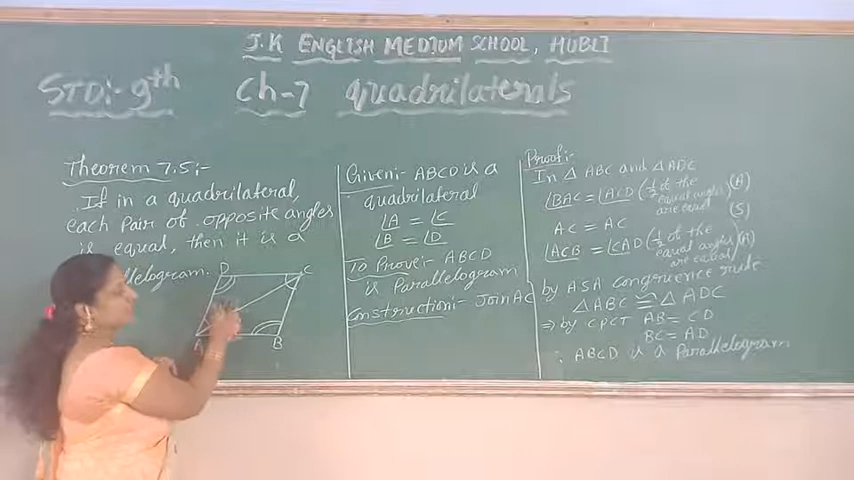 J.K ENGLISH MEDIUM SCHOOL, HUBLI
STD:- 9th Ch-7 quadrilaterals
Theorem 7.5:-
If in a quadrilateral,
each Pair of opposite angles
is equal, then it is a
D C
A B
Given:- ABCD is a
quadrilateral
∠A = ∠C
∠B = ∠D
To Prove:- ABCD
is Parallelogram
Construction:- Join AC
Proof:-
In △ ABC and △ ADC
∠BAC = ∠ACD (½ of the equal angles are equal) (A)
AC = AC (S)
∠ACB = ∠CAD (½ of the equal angles are equal) (A)
by ASA congruence rule
△ABC ≅ △ADC
⇒ by CPCT AB = CD
BC = AD
∴ ABCD is a Parallelogram